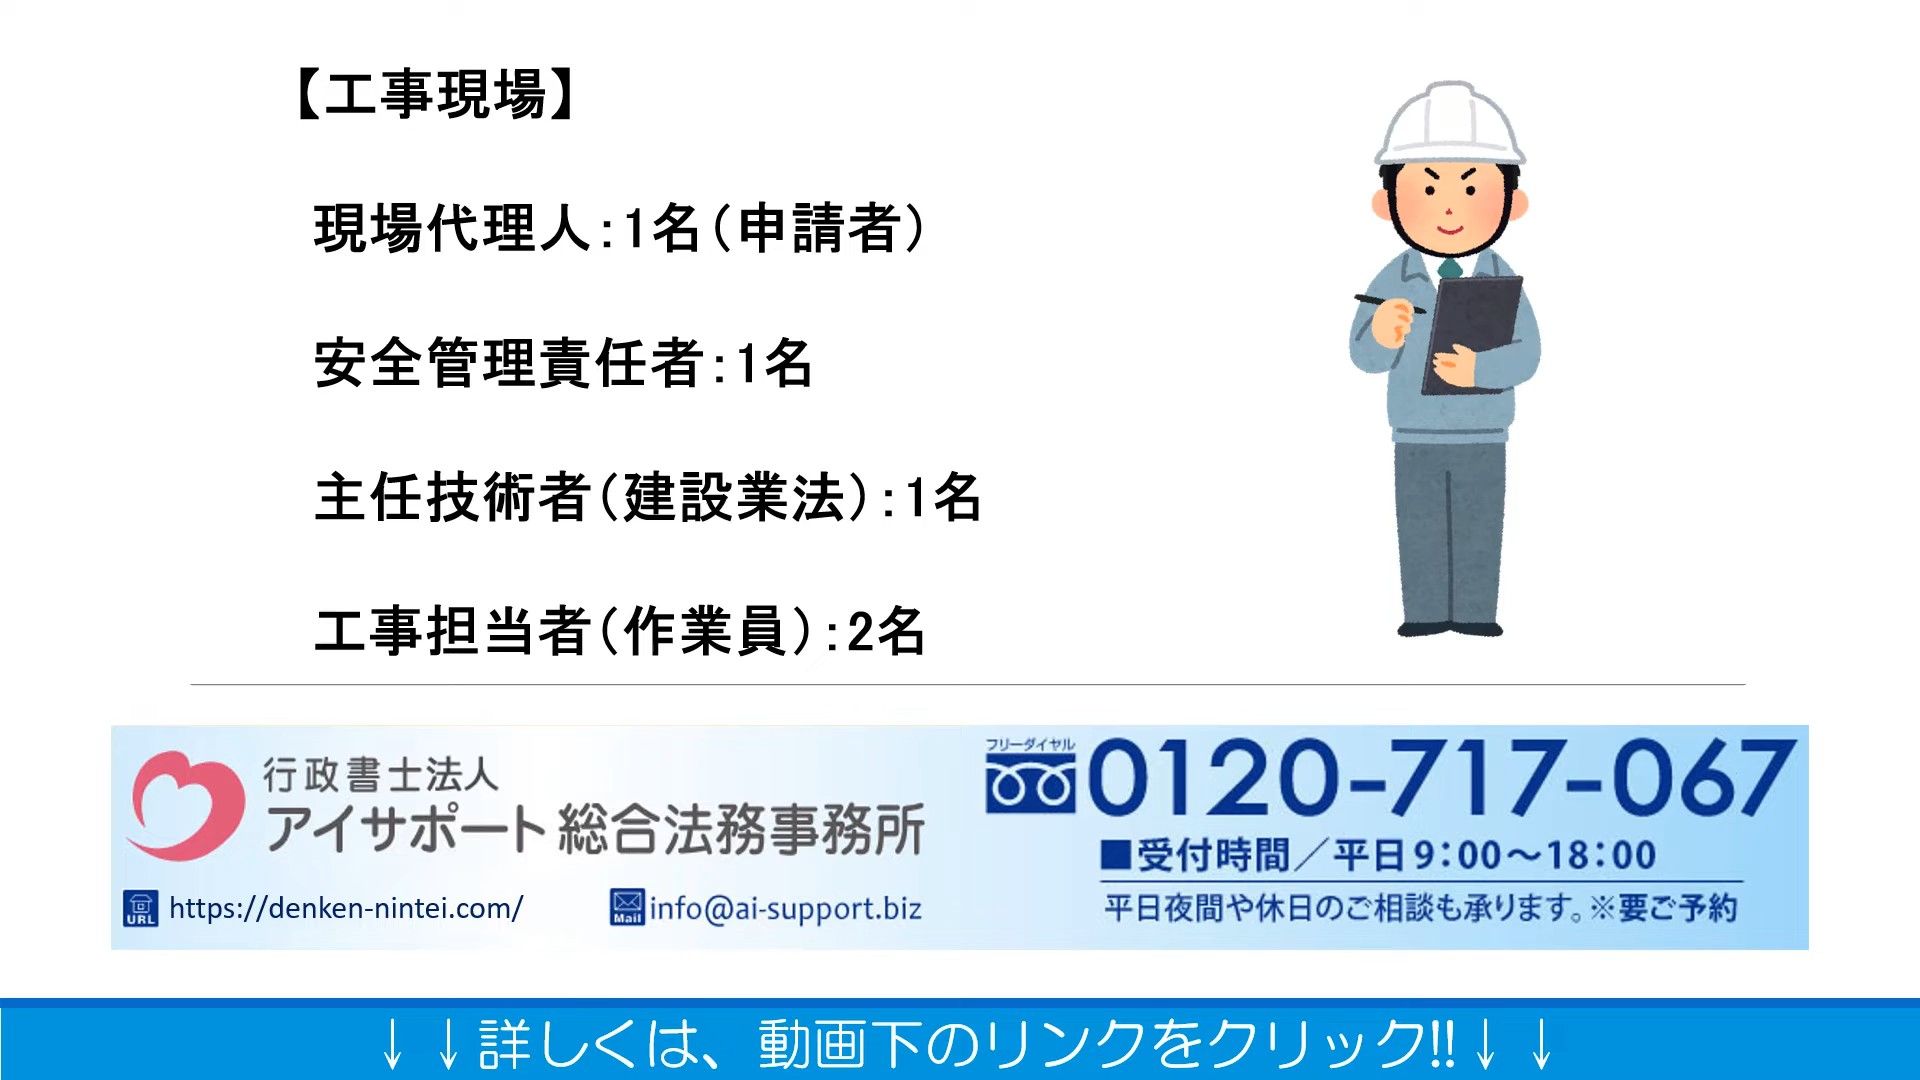 【工事現場】
現場代理人:1名(申請者)
安全管理責任者:1名
主任技術者(建設業法):1名
工事担当者(作業員):2名
行政書士法人
アイサポート総合法務事務所
URL https://denken-nintei.com/
Mail info@ai-support.biz
フリーダイヤル
0120-717-067
■受付時間/平日9:00~18:00
平日夜間や休日のご相談も承ります。※要ご予約
↓↓詳しくは、動画下のリンクをクリック!!↓↓